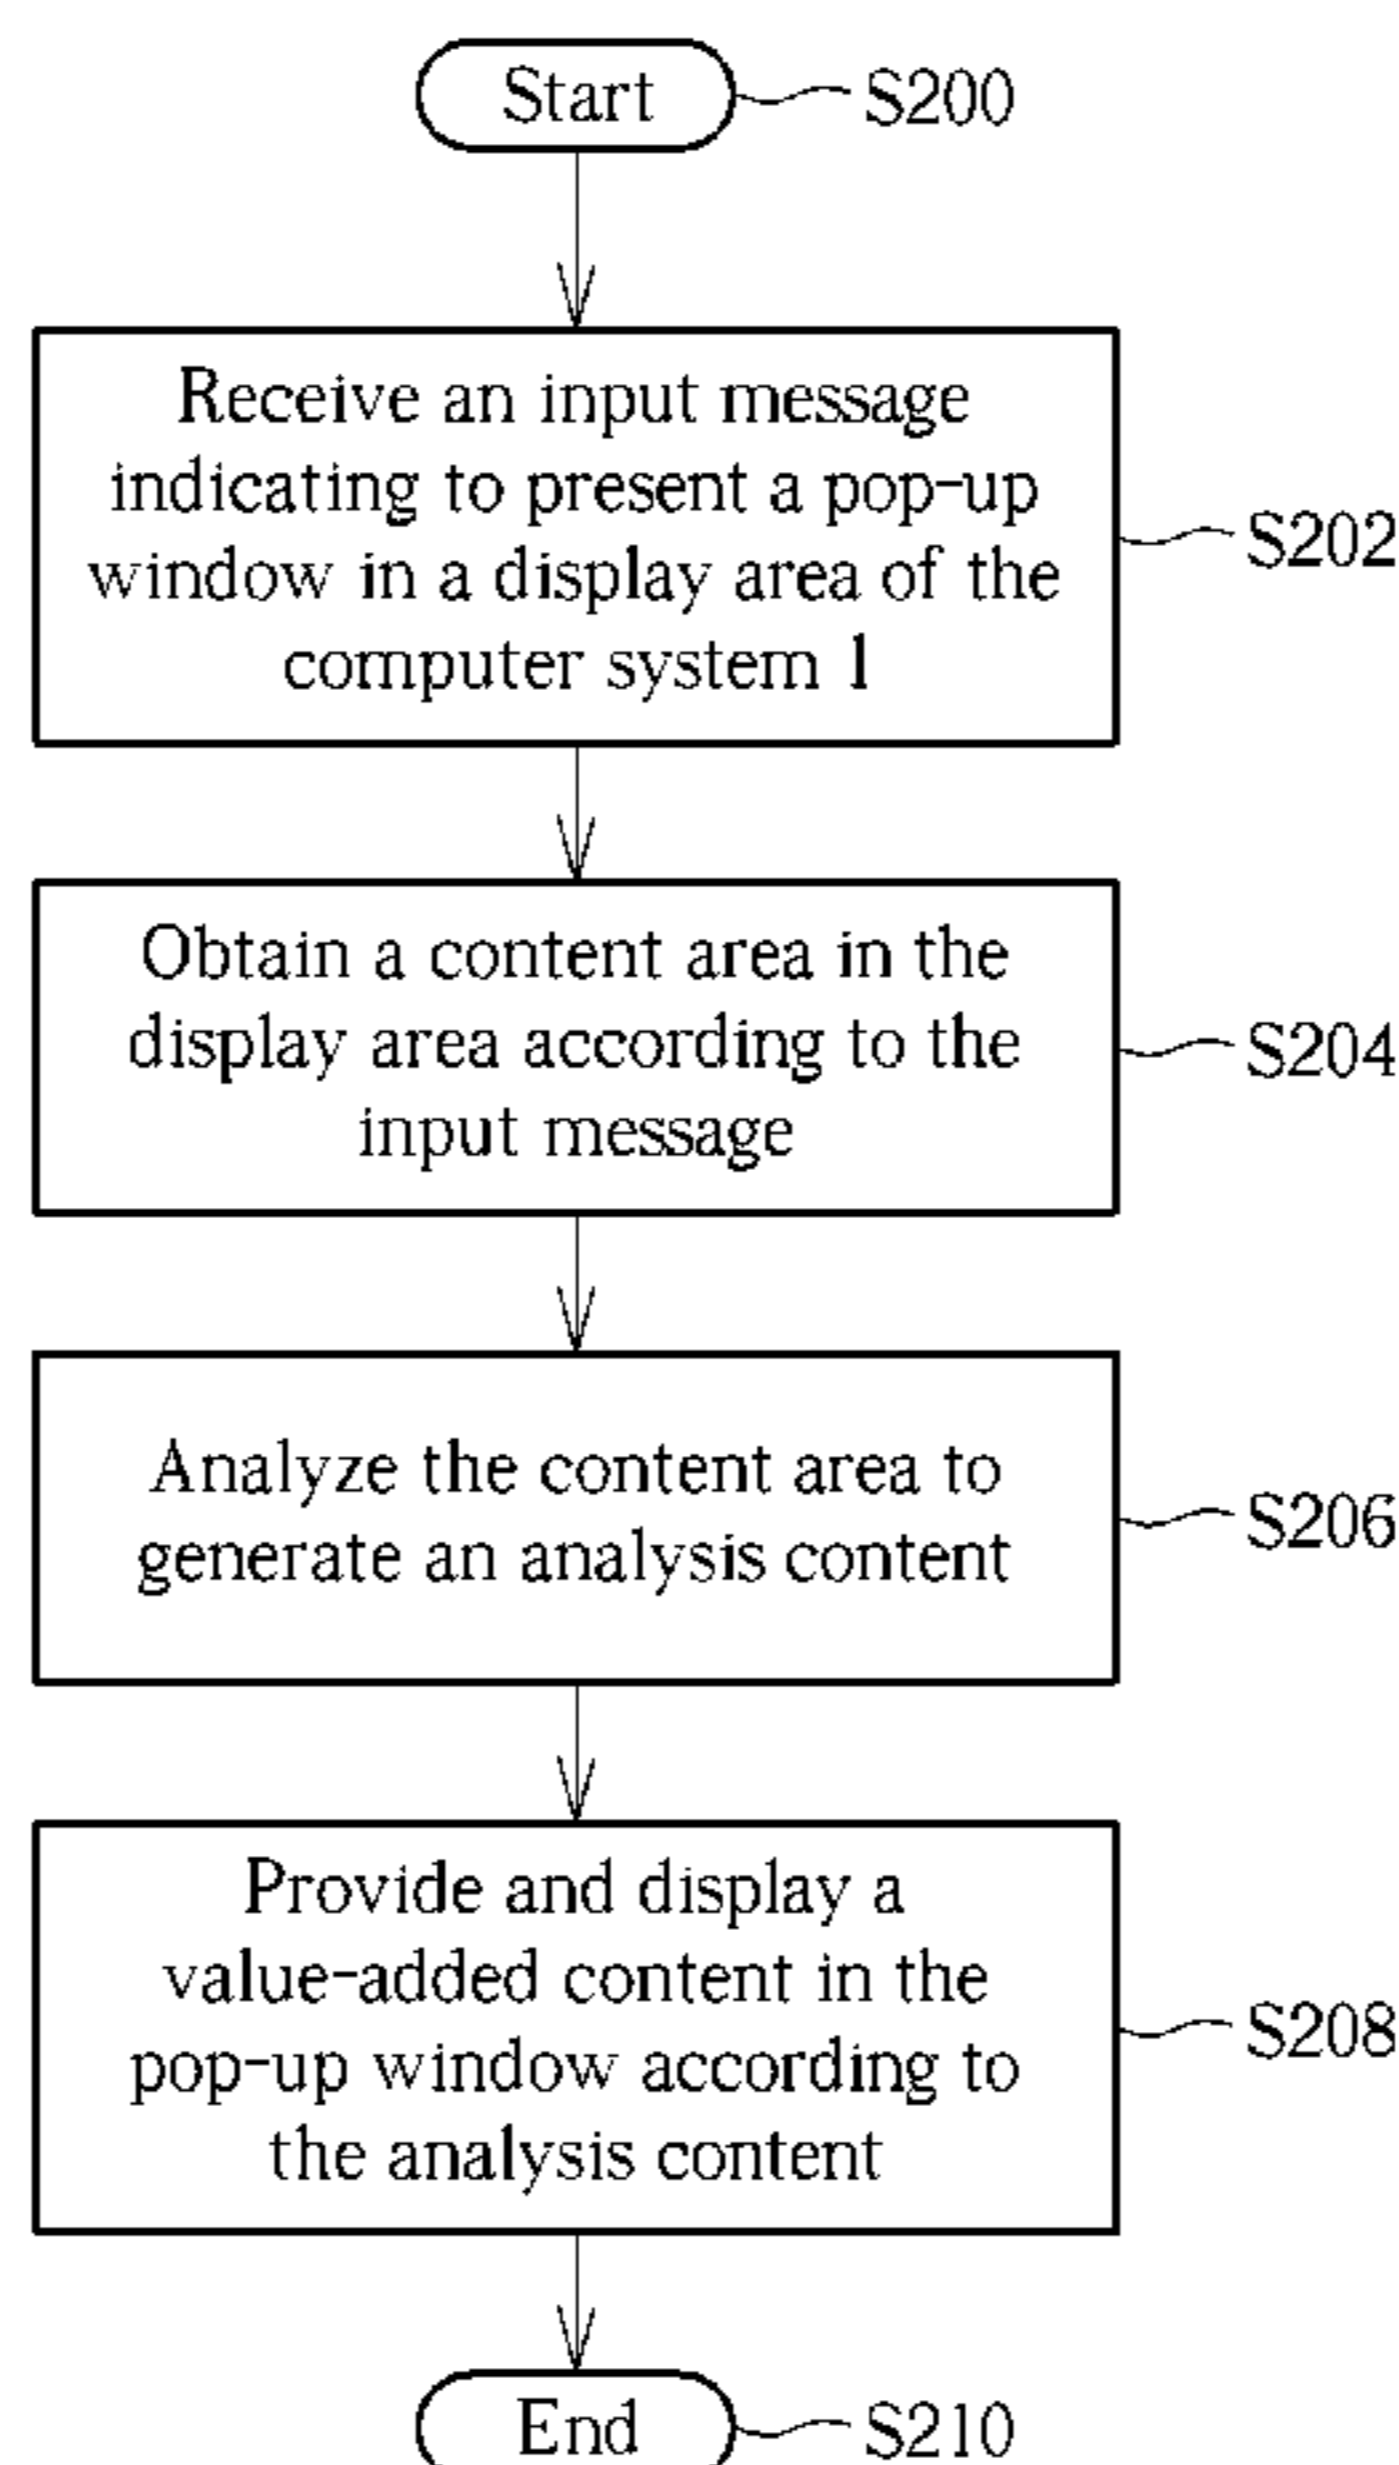 Start
S200
Receive an input message
indicating to present a pop-up
window in a display area of the
computer system 1
S202
Obtain a content area in the
display area according to the
input message
S204
Analyze the content area to
generate an analysis content
S206
Provide and display a
value-added content in the
pop-up window according to
the analysis content
S208
End
S210